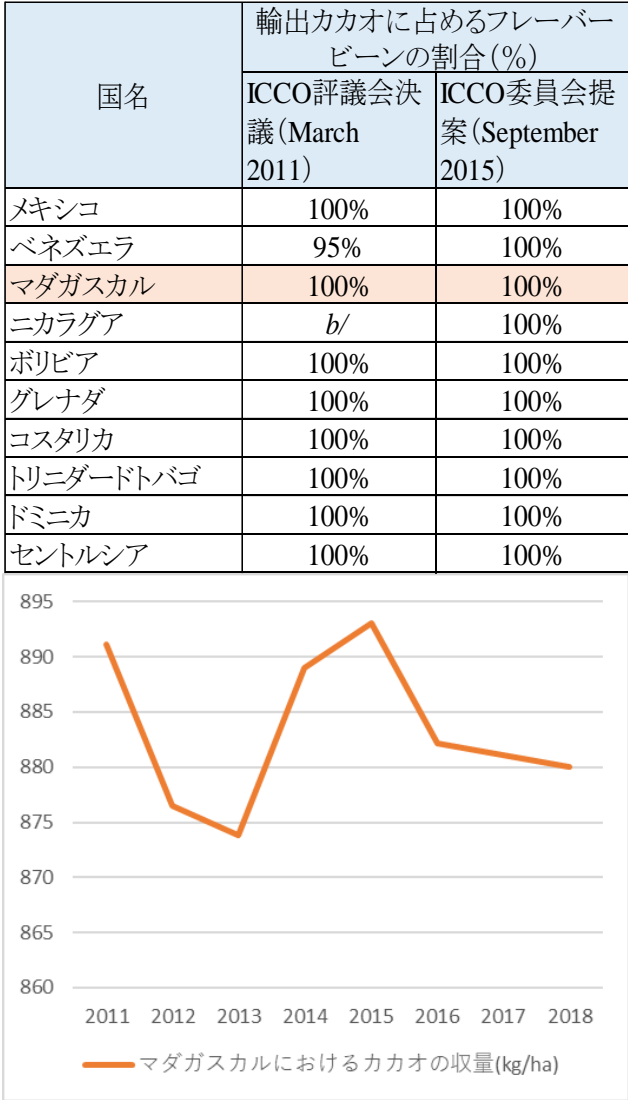 国名
輸出カカオに占めるフレーバー
ビーンの割合(%)
ICCO評議会決
議(March
2011)
ICCO委員会提
案(September
2015)
メキシコ 100% 100%
ベネズエラ 95% 100%
マダガスカル 100% 100%
ニカラグア b/ 100%
ボリビア 100% 100%
グレナダ 100% 100%
コスタリカ 100% 100%
トリニダードトバゴ 100% 100%
ドミニカ 100% 100%
セントルシア 100% 100%
895
890
885
880
875
870
865
860
2011 2012 2013 2014 2015 2016 2017 2018
マダガスカルにおけるカカオの収量(kg/ha)